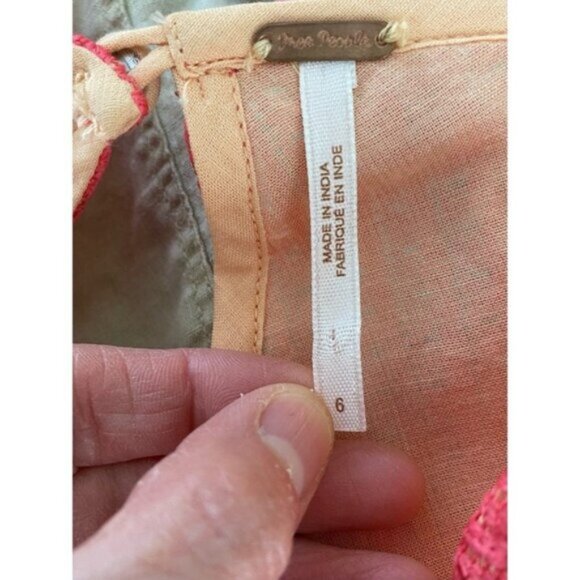 free People
MADE IN INDIA
FABRIQUÉ EN INDE
6